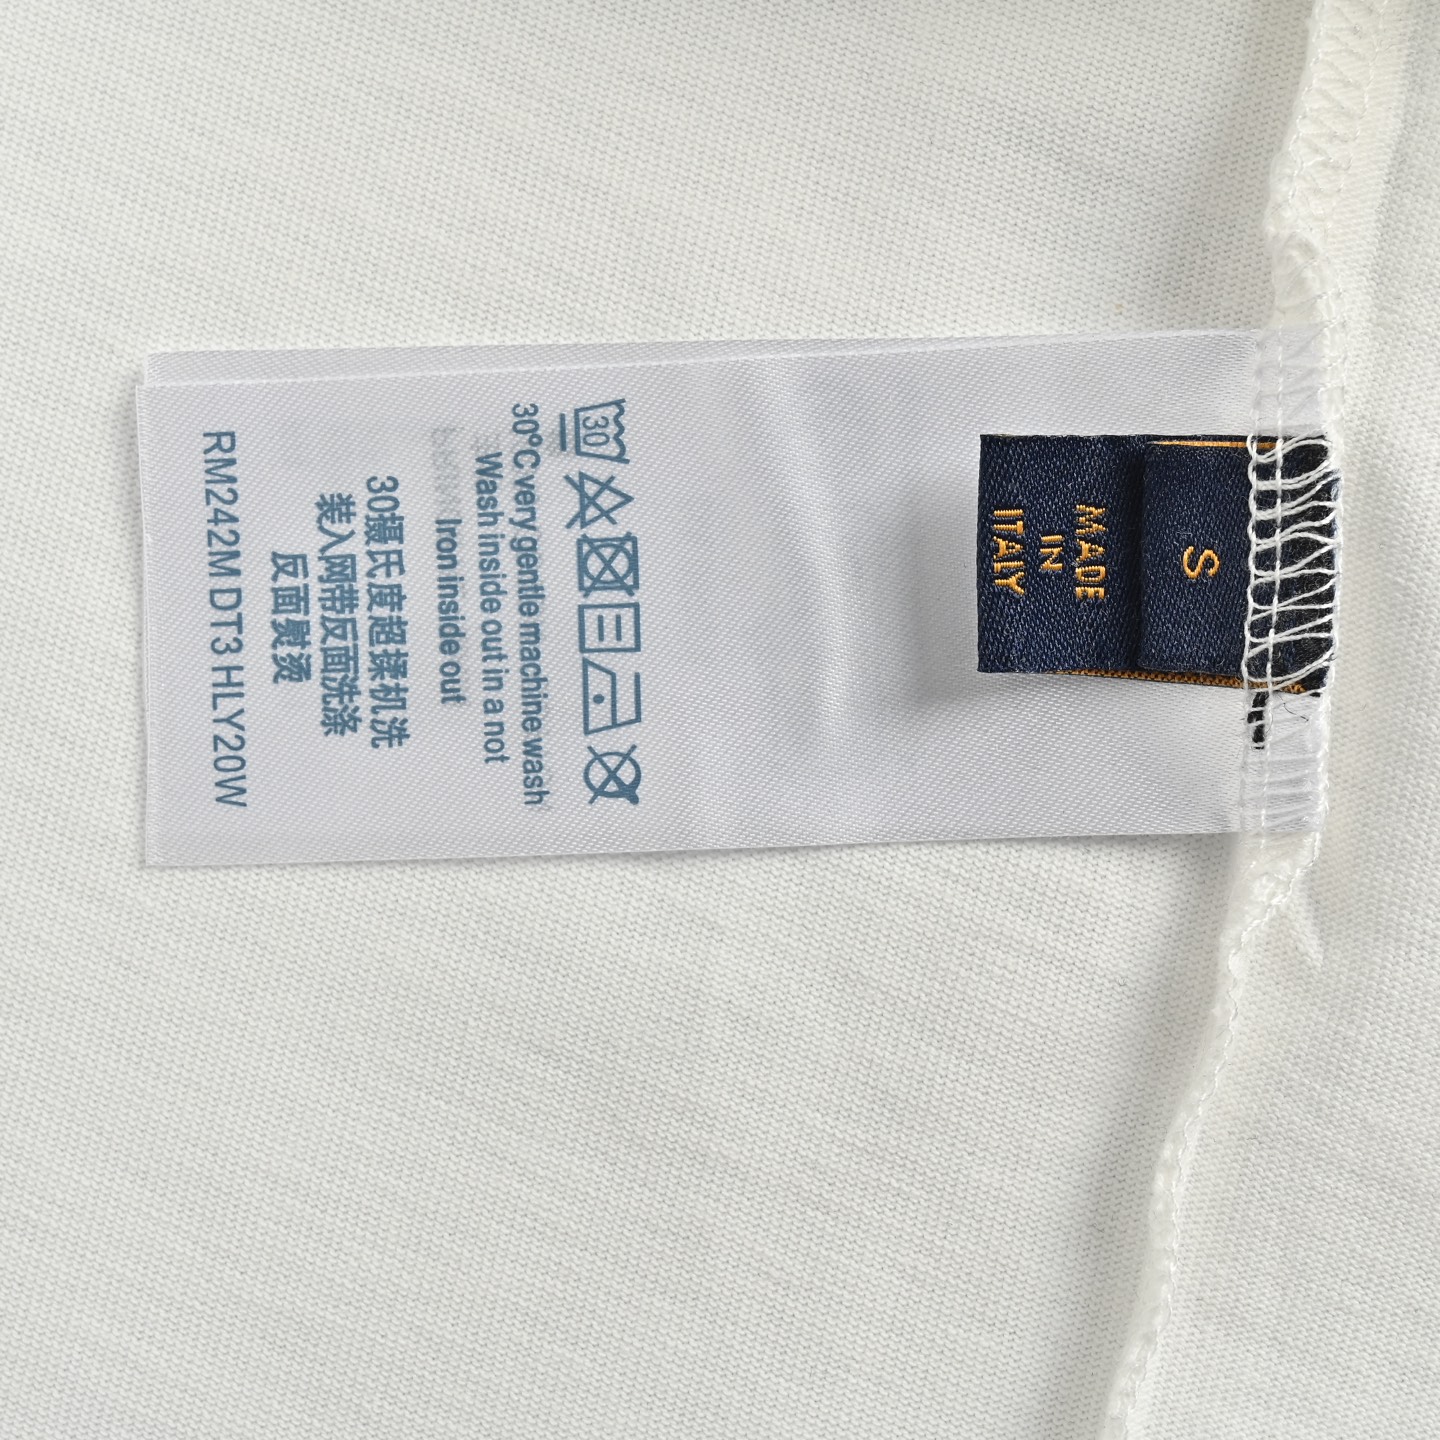 S
MADE
IN
ITALY
30
30°C very gentle machine wash
Wash inside out in a not
Iron inside out
30摄氏度超揉机洗
装入网带反面洗涤
反面熨烫
RM242M DT3 HLY20W